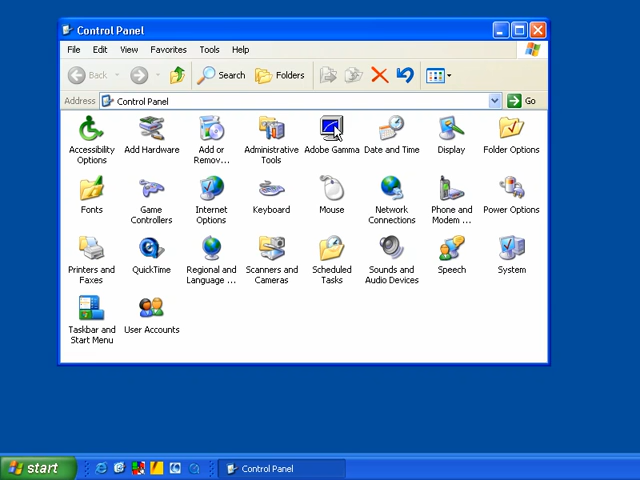 Control Panel
File Edit View Favorites Tools Help
Back Search Folders
Address Control Panel Go
Accessibility Options
Add Hardware
Add or Remov...
Administrative Tools
Adobe Gamma
Date and Time
Display
Folder Options
Fonts
Game Controllers
Internet Options
Keyboard
Mouse
Network Connections
Phone and Modem ...
Power Options
Printers and Faxes
QuickTime
Regional and Language ...
Scanners and Cameras
Scheduled Tasks
Sounds and Audio Devices
Speech
System
Taskbar and Start Menu
User Accounts
start Control Panel